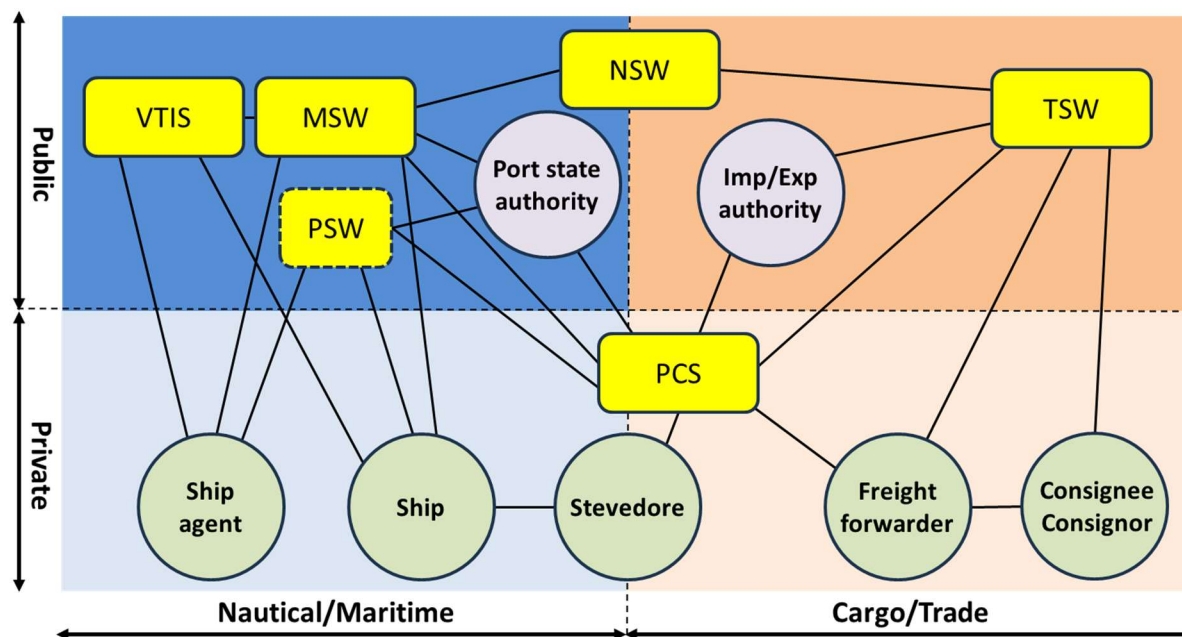 NSW
VTIS
MSW
TSW
Port state
authority
Imp/Exp
authority
PSW
Public
PCS
Private
Ship
agent
Ship
Stevedore
Freight
forwarder
Consignee
Consignor
Nautical/Maritime
Cargo/Trade